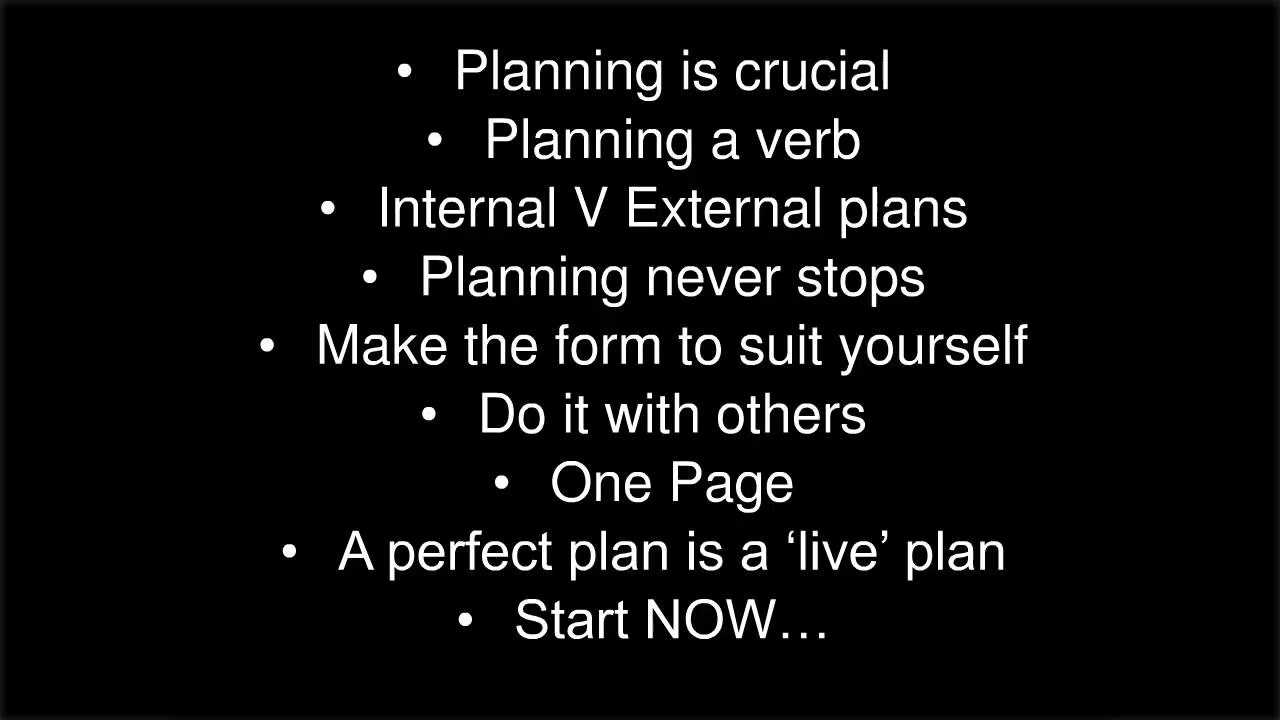 • Planning is crucial
• Planning a verb
• Internal V External plans
• Planning never stops
• Make the form to suit yourself
• Do it with others
• One Page
• A perfect plan is a ‘live’ plan
• Start NOW…